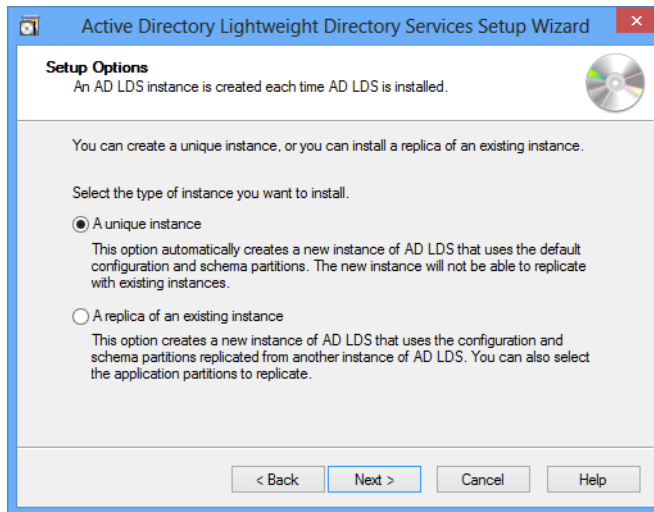 Active Directory Lightweight Directory Services Setup Wizard
Setup Options
An AD LDS instance is created each time AD LDS is installed.
You can create a unique instance, or you can install a replica of an existing instance.
Select the type of instance you want to install.
A unique instance
This option automatically creates a new instance of AD LDS that uses the default
configuration and schema partitions. The new instance will not be able to replicate
with existing instances.
A replica of an existing instance
This option creates a new instance of AD LDS that uses the configuration and
schema partitions replicated from another instance of AD LDS. You can also select
the application partitions to replicate.
< Back Next > Cancel Help